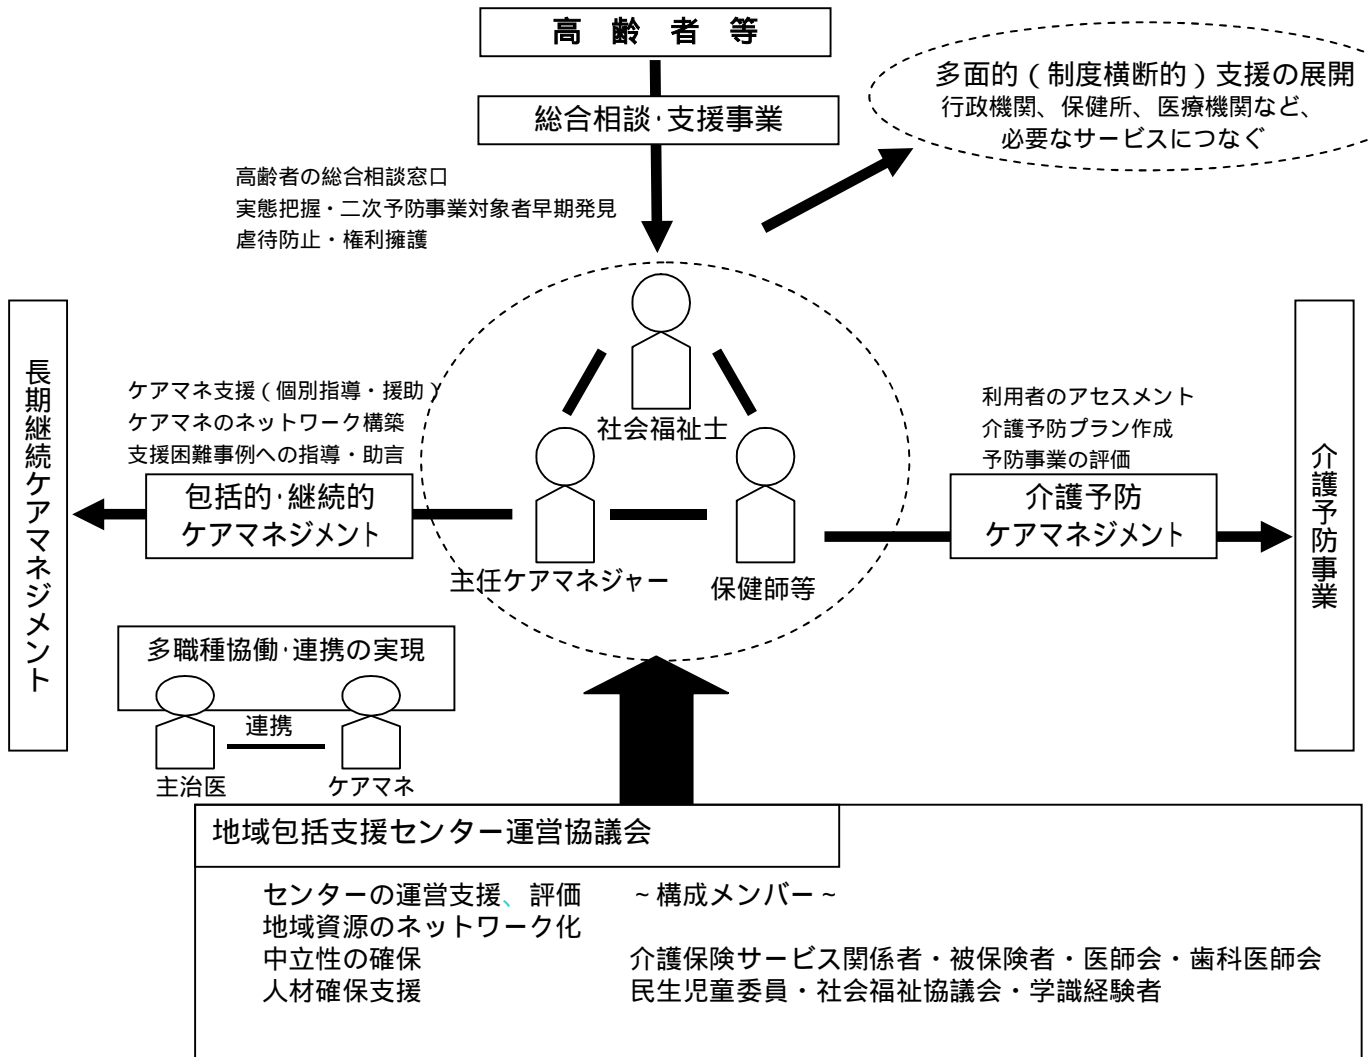 高　齢　者　等
総合相談･支援事業
多面的（制度横断的）支援の展開
行政機関、保健所、医療機関など、
必要なサービスにつなぐ
高齢者の総合相談窓口
実態把握・二次予防事業対象者早期発見
虐待防止・権利擁護
長期継続ケアマネジメント
ケアマネ支援（個別指導・援助）
ケアマネのネットワーク構築
支援困難事例への指導・助言
包括的･継続的
ケアマネジメント
社会福祉士
主任ケアマネジャー
保健師等
利用者のアセスメント
介護予防プラン作成
予防事業の評価
介護予防
ケアマネジメント
介護予防事業
多職種協働･連携の実現
連携
主治医
ケアマネ
地域包括支援センター運営協議会
センターの運営支援、評価
地域資源のネットワーク化
中立性の確保
人材確保支援
～構成メンバー～
介護保険サービス関係者・被保険者・医師会・歯科医師会
民生児童委員・社会福祉協議会・学識経験者